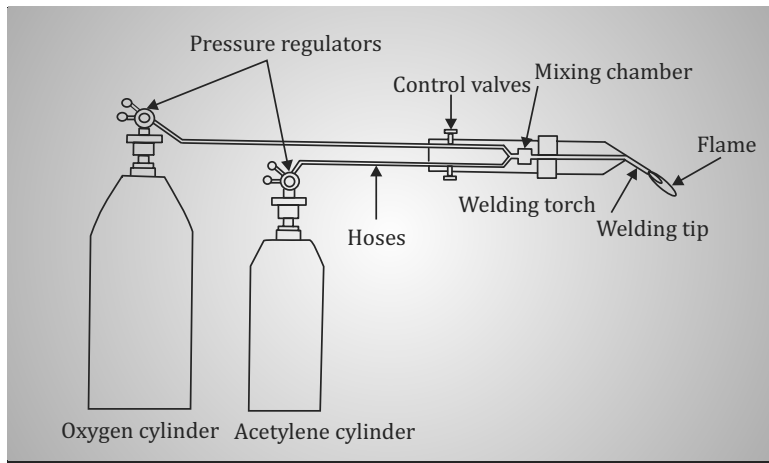 Pressure regulators
Control valves
Mixing chamber
Flame
Welding torch
Welding tip
Hoses
Oxygen cylinder
Acetylene cylinder